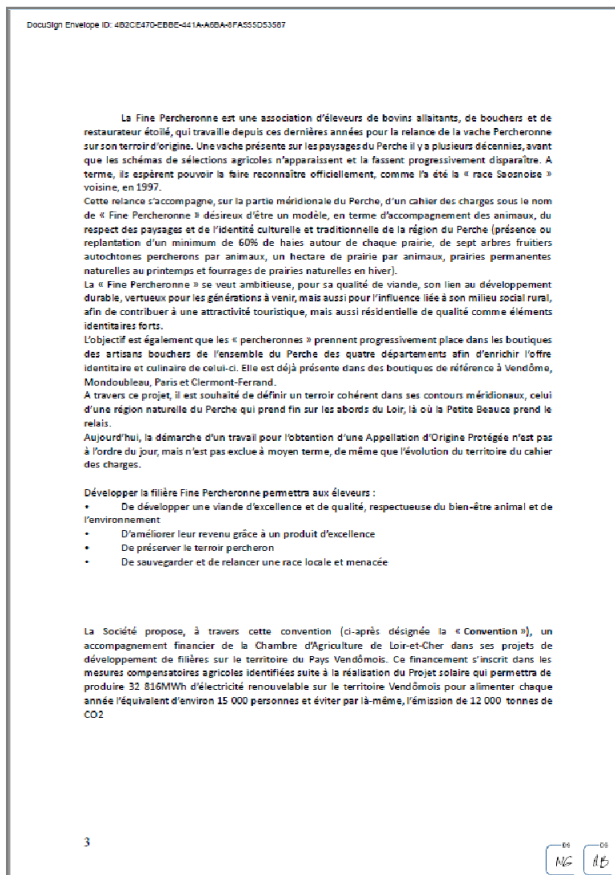 DocuSign Envelope ID: 4B2CE470-EBBE-441A-A6BA-8FA555D53587
La Fine Percheronne est une association d'éleveurs de bovins allaitants, de bouchers et de
restaurateur étoilé, qui travaille depuis ces dernières années pour la relance de la vache Percheronne
sur son terroir d'origine. Une vache présente sur les paysages du Perche il y a plusieurs décennies, avant
que les schémas de sélections agricoles n'apparaissent et la fassent progressivement disparaître. A
terme, ils espèrent pouvoir la faire reconnaître officiellement, comme l'a été la « race Saosnoise »
voisine, en 1997.
Cette relance s'accompagne, sur la partie méridionale du Perche, d'un cahier des charges sous le nom
de « Fine Percheronne » désireux d'être un modèle, en terme d'accompagnement des animaux, du
respect des paysages et de l'identité culturelle et traditionnelle de la région du Perche (présence ou
replantation d'un minimum de 60% de haies autour de chaque prairie, de sept arbres fruitiers
autochtones percherons par animaux, un hectare de prairie par animaux, prairies permanentes
naturelles au printemps et fourrages de prairies naturelles en hiver).
La « Fine Percheronne » se veut ambitieuse, pour sa qualité de viande, son lien au développement
durable, vertueux pour les générations à venir, mais aussi pour l'influence liée à son milieu social rural,
afin de contribuer à une attractivité touristique, mais aussi résidentielle de qualité comme éléments
identitaires forts.
L'objectif est également que les « percheronnes » prennent progressivement place dans les boutiques
des artisans bouchers de l'ensemble du Perche des quatre départements afin d'enrichir l'offre
identitaire et culinaire de celui-ci. Elle est déjà présente dans des boutiques de référence à Vendôme,
Mondoubleau, Paris et Clermont-Ferrand.
A travers ce projet, il est souhaité de définir un terroir cohérent dans ses contours méridionaux, celui
d'une région naturelle du Perche qui prend fin sur les abords du Loir, là où la Petite Beauce prend le
relais.
Aujourd'hui, la démarche d'un travail pour l'obtention d'une Appellation d'Origine Protégée n'est pas
à l'ordre du jour, mais n'est pas exclue à moyen terme, de même que l'évolution du territoire du cahier
des charges.
Développer la filière Fine Percheronne permettra aux éleveurs :
• De développer une viande d'excellence et de qualité, respectueuse du bien-être animal et de
l'environnement
• D'améliorer leur revenu grâce à un produit d'excellence
• De préserver le terroir percheron
• De sauvegarder et de relancer une race locale et menacée
La Société propose, à travers cette convention (ci-après désignée la « Convention »), un
accompagnement financier de la Chambre d'Agriculture de Loir-et-Cher dans ses projets de
développement de filières sur le territoire du Pays Vendômois. Ce financement s'inscrit dans les
mesures compensatoires agricoles identifiées suite à la réalisation du Projet solaire qui permettra de
produire 32 816MWh d'électricité renouvelable sur le territoire Vendômois pour alimenter chaque
année l'équivalent d'environ 15 000 personnes et éviter par là-même, l'émission de 12 000 tonnes de
CO2
3
DS DS
NG AB